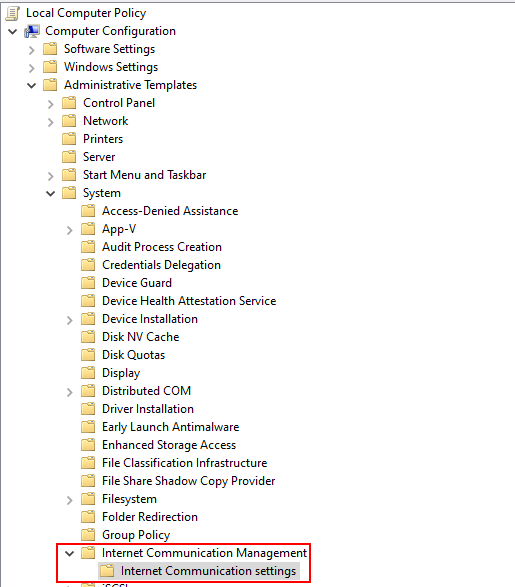 Local Computer Policy
Computer Configuration
Software Settings
Windows Settings
Administrative Templates
Control Panel
Network
Printers
Server
Start Menu and Taskbar
System
Access-Denied Assistance
App-V
Audit Process Creation
Credentials Delegation
Device Guard
Device Health Attestation Service
Device Installation
Disk NV Cache
Disk Quotas
Display
Distributed COM
Driver Installation
Early Launch Antimalware
Enhanced Storage Access
File Classification Infrastructure
File Share Shadow Copy Provider
Filesystem
Folder Redirection
Group Policy
Internet Communication Management
Internet Communication settings